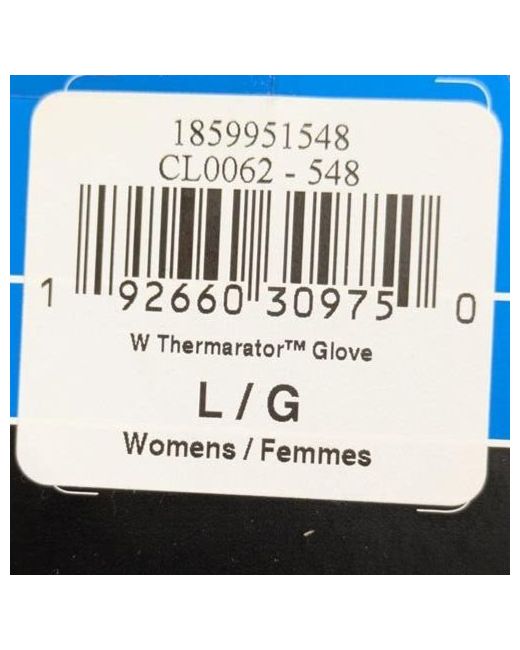 1859951548
CL0062 - 548
1 92660 30975 0
W Thermarator™ Glove
L / G
Womens / Femmes